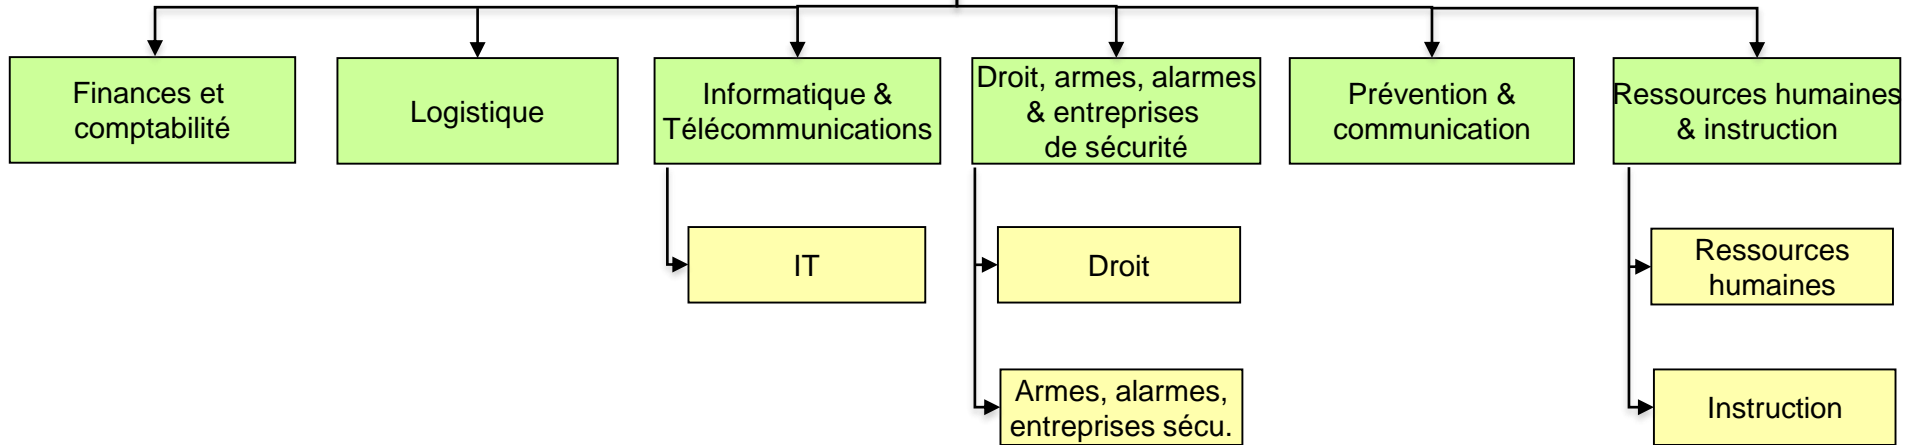 Finances et
comptabilité
Logistique
Informatique &
Télécommunications
Droit, armes, alarmes
& entreprises
de sécurité
Prévention &
communication
Ressources humaines
& instruction
IT
Droit
Ressources
humaines
Armes, alarmes,
entreprises sécu.
Instruction